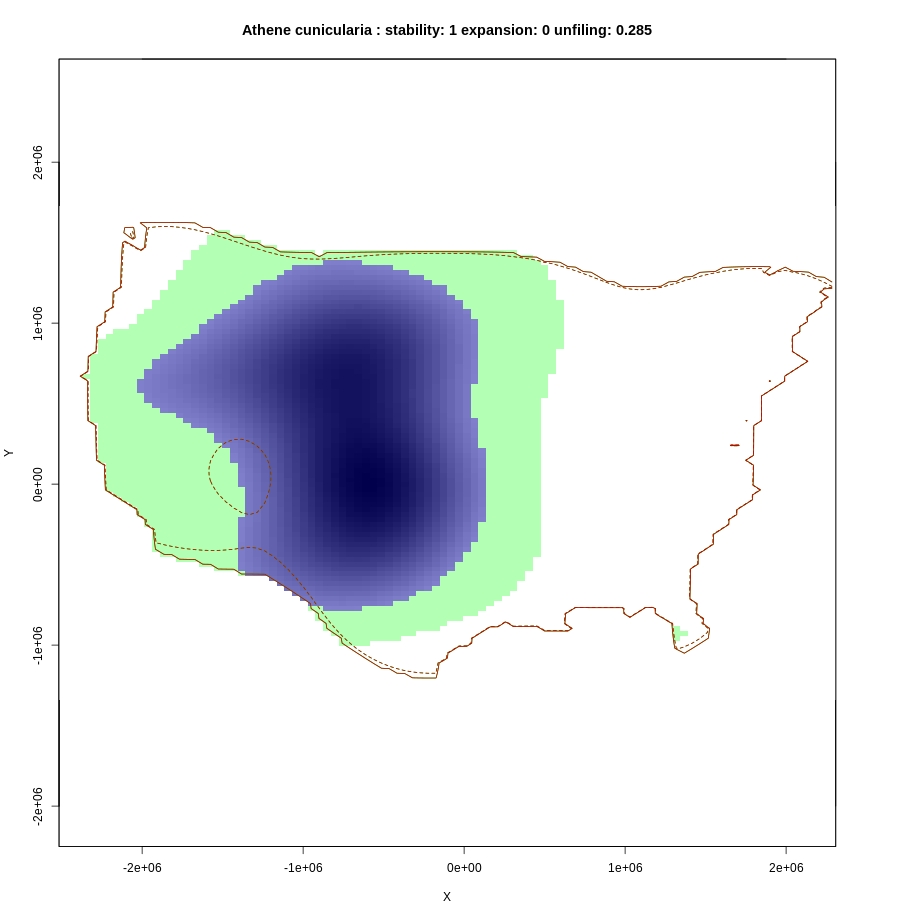 Athene cunicularia : stability: 1 expansion: 0 unfiling: 0.285
2e+06
1e+06
Y
0e+00
-1e+06
-2e+06
-2e+06 -1e+06 0e+00 1e+06 2e+06
X